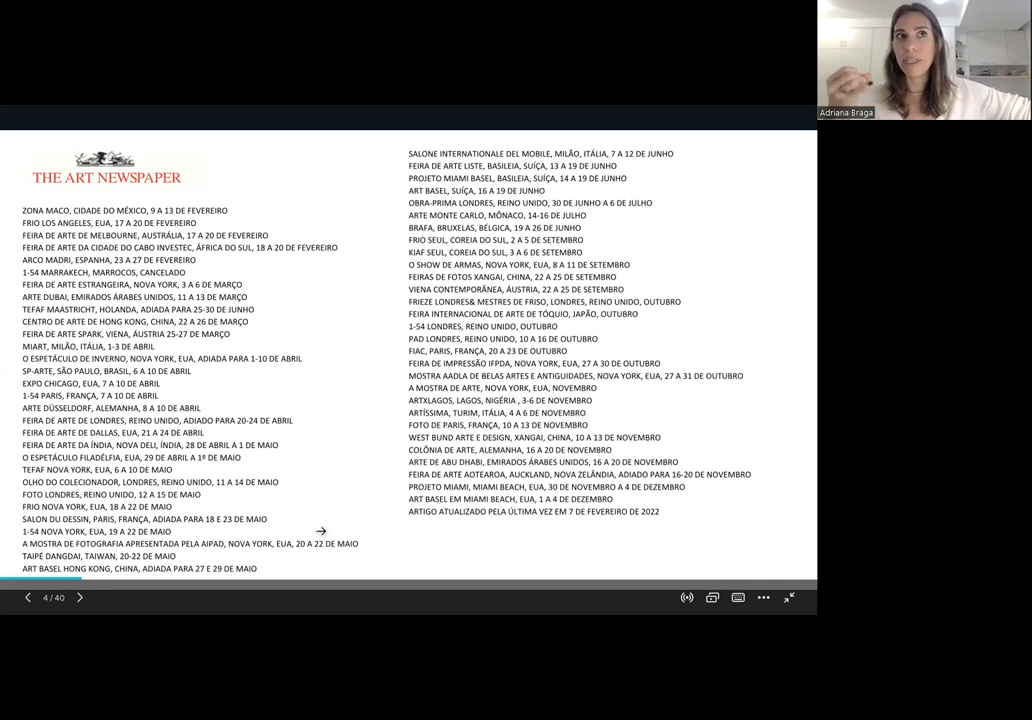 Adriana Braga
THE ART NEWSPAPER
ZONA MACO, CIDADE DO MÉXICO, 9 A 13 DE FEVEREIRO
FRIO LOS ANGELES, EUA, 17 A 20 DE FEVEREIRO
FEIRA DE ARTE DE MELBOURNE, AUSTRÁLIA, 17 A 20 DE FEVEREIRO
FEIRA DE ARTE DA CIDADE DO CABO INVESTEC, ÁFRICA DO SUL, 18 A 20 DE FEVEREIRO
ARCO MADRI, ESPANHA, 23 A 27 DE FEVEREIRO
1-54 MARRAKECH, MARROCOS, CANCELADO
FEIRA DE ARTE ESTRANGEIRA, NOVA YORK, 3 A 6 DE MARÇO
ARTE DUBAI, EMIRADOS ÁRABES UNIDOS, 11 A 13 DE MARÇO
TEFAF MAASTRICHT, HOLANDA, ADIADA PARA 25-30 DE JUNHO
CENTRO DE ARTE DE HONG KONG, CHINA, 22 A 26 DE MARÇO
FEIRA DE ARTE SPARK, VIENA, ÁUSTRIA 25-27 DE MARÇO
MIART, MILÃO, ITÁLIA, 1-3 DE ABRIL
O ESPETÁCULO DE INVERNO, NOVA YORK, EUA, ADIADA PARA 1-10 DE ABRIL
SP-ARTE, SÃO PAULO, BRASIL, 6 A 10 DE ABRIL
EXPO CHICAGO, EUA, 7 A 10 DE ABRIL
1-54 PARIS, FRANÇA, 7 A 10 DE ABRIL
ARTE DÜSSELDORF, ALEMANHA, 8 A 10 DE ABRIL
FEIRA DE ARTE DE LONDRES, REINO UNIDO, ADIADO PARA 20-24 DE ABRIL
FEIRA DE ARTE DE DALLAS, EUA, 21 A 24 DE ABRIL
FEIRA DE ARTE DA ÍNDIA, NOVA DELI, ÍNDIA, 28 DE ABRIL A 1 DE MAIO
O ESPETÁCULO FILADÉLFIA, EUA, 29 DE ABRIL A 1º DE MAIO
TEFAF NOVA YORK, EUA, 6 A 10 DE MAIO
OLHO DO COLECIONADOR, LONDRES, REINO UNIDO, 11 A 14 DE MAIO
FOTO LONDRES, REINO UNIDO, 12 A 15 DE MAIO
FRIO NOVA YORK, EUA, 18 A 22 DE MAIO
SALON DU DESSIN, PARIS, FRANÇA, ADIADA PARA 18 E 23 DE MAIO
1-54 NOVA YORK, EUA, 19 A 22 DE MAIO
A MOSTRA DE FOTOGRAFIA APRESENTADA PELA AIPAD, NOVA YORK, EUA, 20 A 22 DE MAIO
TAIPÉ DANGDAI, TAIWAN, 20-22 DE MAIO
ART BASEL HONG KONG, CHINA, ADIADA PARA 27 E 29 DE MAIO
SALONE INTERNATIONALE DEL MOBILE, MILÃO, ITÁLIA, 7 A 12 DE JUNHO
FEIRA DE ARTE LISTE, BASILEIA, SUÍÇA, 13 A 19 DE JUNHO
PROJETO MIAMI BASEL, BASILEIA, SUÍÇA, 14 A 19 DE JUNHO
ART BASEL, SUÍÇA, 16 A 19 DE JUNHO
OBRA-PRIMA LONDRES, REINO UNIDO, 30 DE JUNHO A 6 DE JULHO
ARTE MONTE CARLO, MÔNACO, 14-16 DE JULHO
BRAFA, BRUXELAS, BÉLGICA, 19 A 26 DE JUNHO
FRIO SEUL, COREIA DO SUL, 2 A 5 DE SETEMBRO
KIAF SEUL, COREIA DO SUL, 3 A 6 DE SETEMBRO
O SHOW DE ARMAS, NOVA YORK, EUA, 8 A 11 DE SETEMBRO
FEIRAS DE FOTOS XANGAI, CHINA, 22 A 25 DE SETEMBRO
VIENA CONTEMPORÂNEA, ÁUSTRIA, 22 A 25 DE SETEMBRO
FRIEZE LONDRES& MESTRES DE FRISO, LONDRES, REINO UNIDO, OUTUBRO
FEIRA INTERNACIONAL DE ARTE DE TÓQUIO, JAPÃO, OUTUBRO
1-54 LONDRES, REINO UNIDO, OUTUBRO
PAD LONDRES, REINO UNIDO, 10 A 16 DE OUTUBRO
FIAC, PARIS, FRANÇA, 20 A 23 DE OUTUBRO
FEIRA DE IMPRESSÃO IFPDA, NOVA YORK, EUA, 27 A 30 DE OUTUBRO
MOSTRA AADLA DE BELAS ARTES E ANTIGUIDADES, NOVA YORK, EUA, 27 A 31 DE OUTUBRO
A MOSTRA DE ARTE, NOVA YORK, EUA, NOVEMBRO
ARTXLAGOS, LAGOS, NIGÉRIA , 3-6 DE NOVEMBRO
ARTÍSSIMA, TURIM, ITÁLIA, 4 A 6 DE NOVEMBRO
FOTO DE PARIS, FRANÇA, 10 A 13 DE NOVEMBRO
WEST BUND ARTE E DESIGN, XANGAI, CHINA, 10 A 13 DE NOVEMBRO
COLÔNIA DE ARTE, ALEMANHA, 16 A 20 DE NOVEMBRO
ARTE DE ABU DHABI, EMIRADOS ÁRABES UNIDOS, 16 A 20 DE NOVEMBRO
FEIRA DE ARTE AOTEAROA, AUCKLAND, NOVA ZELÂNDIA, ADIADO PARA 16-20 DE NOVEMBRO
PROJETO MIAMI, MIAMI BEACH, EUA, 30 DE NOVEMBRO A 4 DE DEZEMBRO
ART BASEL EM MIAMI BEACH, EUA, 1 A 4 DE DEZEMBRO
ARTIGO ATUALIZADO PELA ÚLTIMA VEZ EM 7 DE FEVEREIRO DE 2022
4 / 40